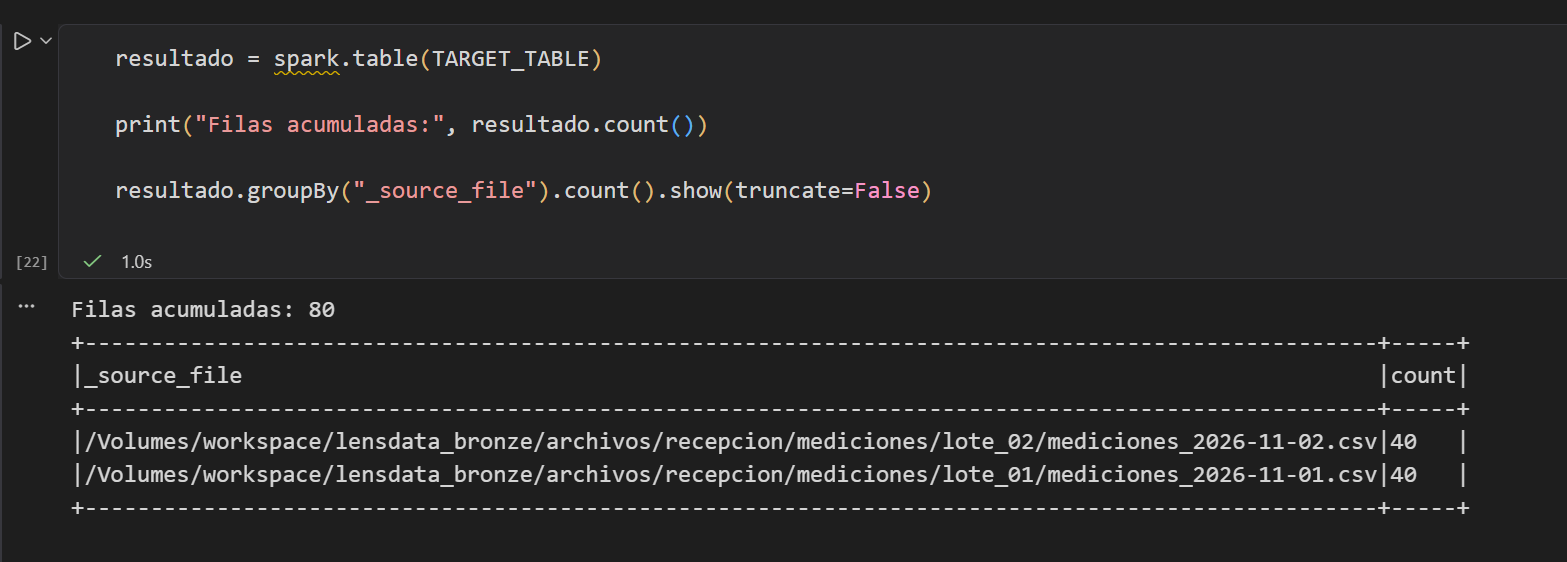 resultado = spark.table(TARGET_TABLE)
print("Filas acumuladas:", resultado.count())
resultado.groupBy("_source_file").count().show(truncate=False)
[22] 1.0s
Filas acumuladas: 80
+--------------------------------------------------------------------------------------------------+-----+
|_source_file                                                                                      |count|
+--------------------------------------------------------------------------------------------------+-----+
|/Volumes/workspace/lensdata_bronze/archivos/recepcion/mediciones/lote_02/mediciones_2026-11-02.csv|40   |
|/Volumes/workspace/lensdata_bronze/archivos/recepcion/mediciones/lote_01/mediciones_2026-11-01.csv|40   |
+--------------------------------------------------------------------------------------------------+-----+